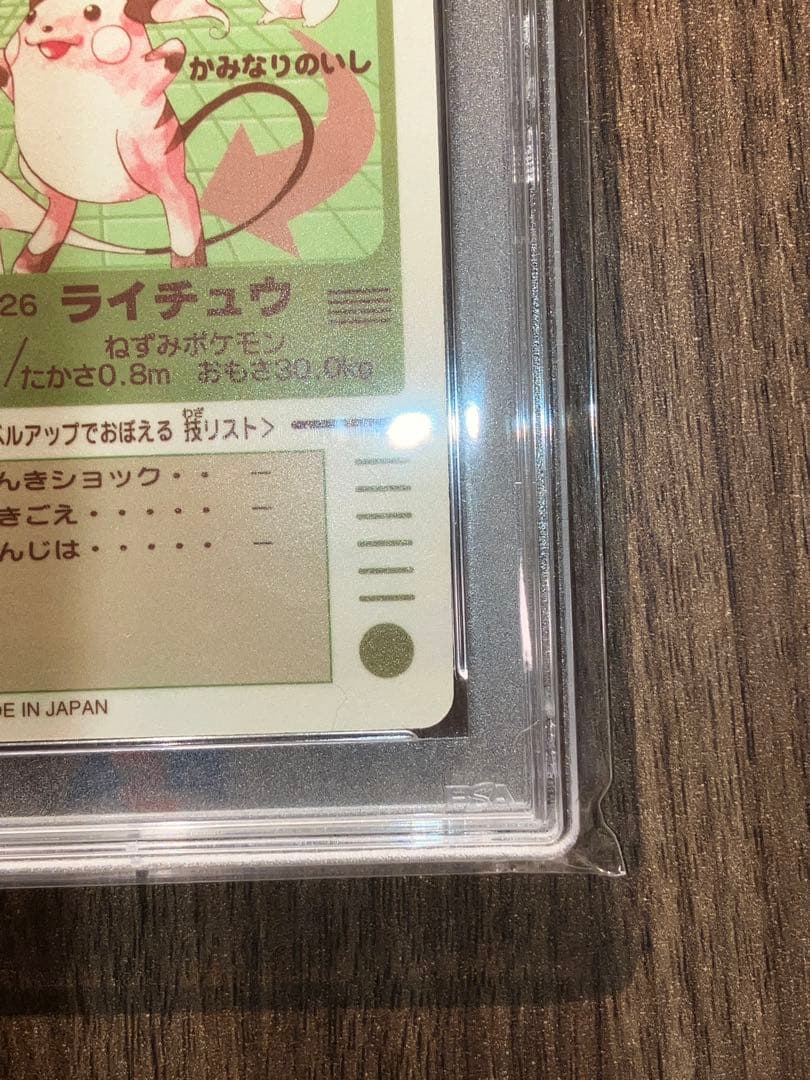 かみなりのいし
26 ライチュウ
ねずみポケモン
/たかさ0.8m おもさ30.0kg
ベルアップでおぼえる 技リスト>
わざ
んきショック・・ ー
きごえ・・・・・ ー
んじは・・・・・ ー
DE IN JAPAN
PSA